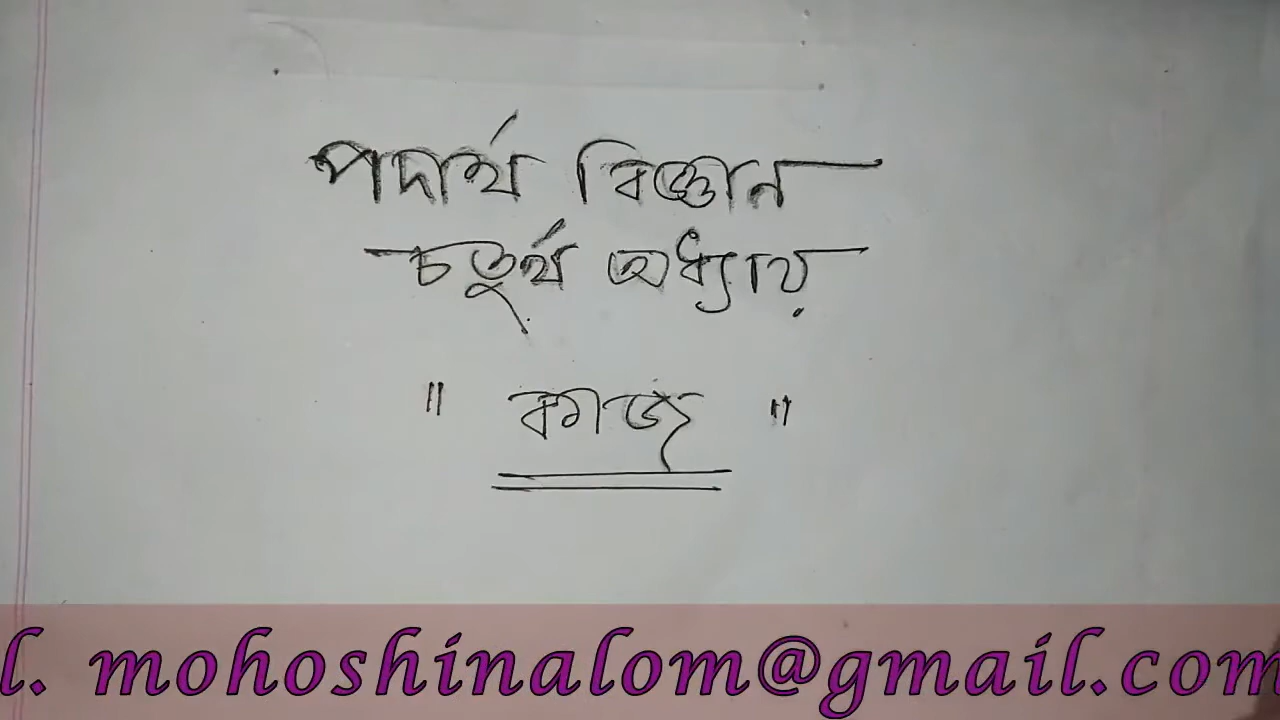 পদার্থ বিজ্ঞান
চতুর্থ অধ্যায়
" কাজ "
l. mohoshinalom@gmail.com